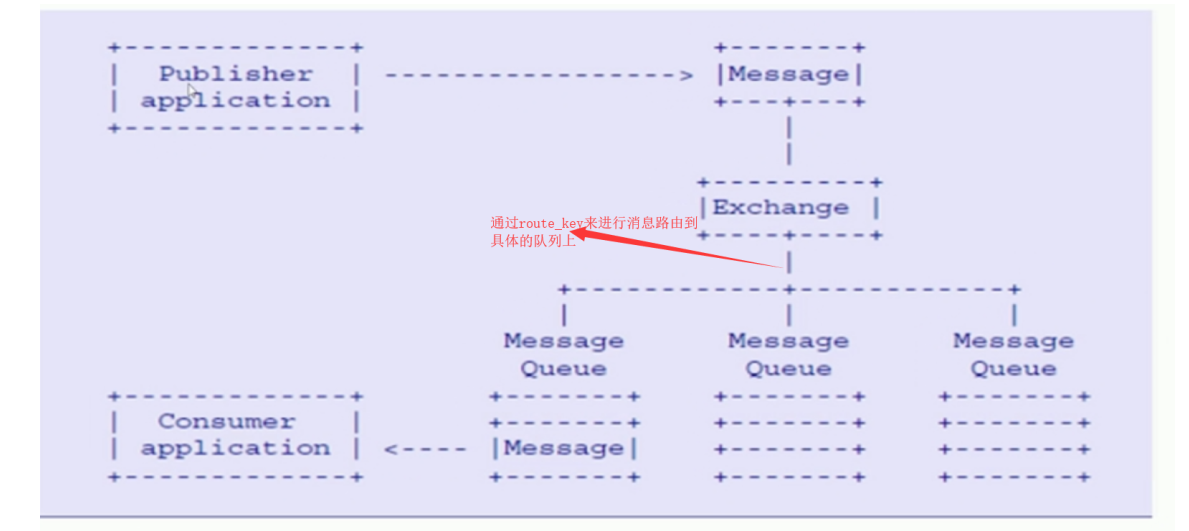 Publisher
application
Message
Exchange
通过route_key来进行消息路由到
具体的队列上
Message Message Message
Queue Queue Queue
Consumer
application
Message